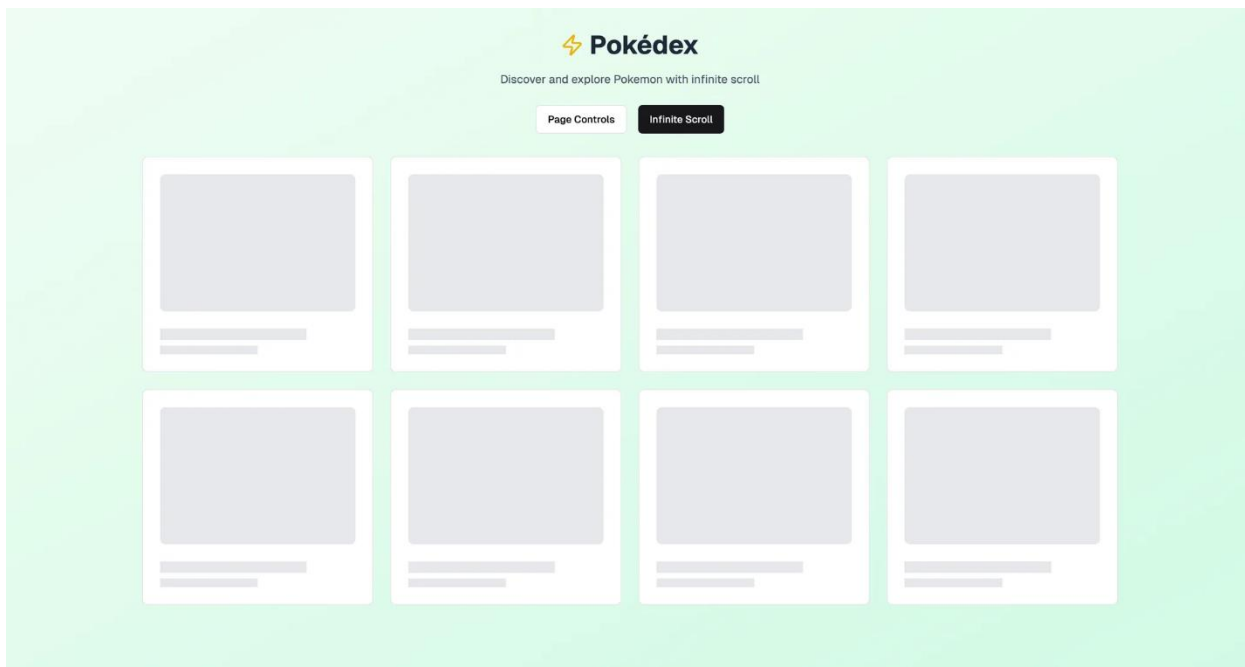 Pokédex
Discover and explore Pokemon with infinite scroll
Page Controls
Infinite Scroll